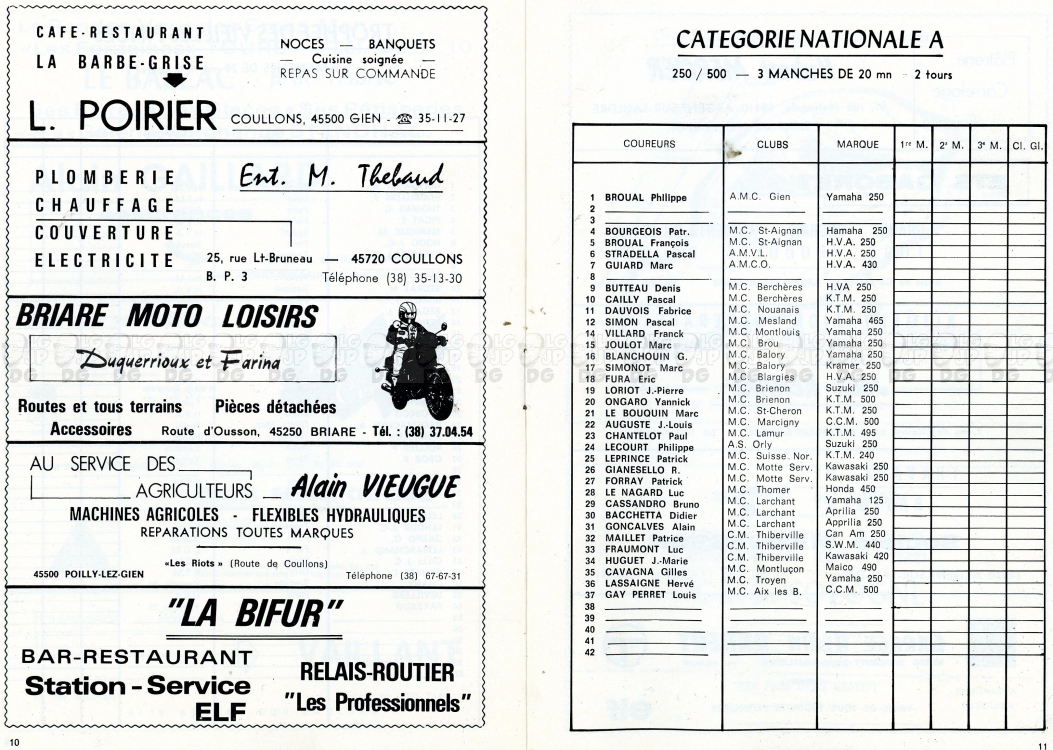 CAFE-RESTAURANT
LA BARBE-GRISE
NOCES — BANQUETS
— Cuisine soignée —
REPAS SUR COMMANDE
L. POIRIER COULLONS, 45500 GIEN - ☎ 35-11-27
PLOMBERIE Ent. M. Thebaud
CHAUFFAGE
COUVERTURE
ELECTRICITE 25, rue Lt-Bruneau — 45720 COULLONS
B. P. 3 Téléphone (38) 35-13-30
BRIARE MOTO LOISIRS
Duquerrioux et Farina
Routes et tous terrains Pièces détachées
Accessoires Route d'Ousson, 45250 BRIARE - Tél. : (38) 37.04.54
AU SERVICE DES
AGRICULTEURS — Alain VIEUGUE
MACHINES AGRICOLES - FLEXIBLES HYDRAULIQUES
REPARATIONS TOUTES MARQUES
«Les Riots» (Route de Coullons)
45500 POILLY-LEZ-GIEN Téléphone (38) 67-67-31
"LA BIFUR"
BAR-RESTAURANT
Station-Service
ELF
RELAIS-ROUTIER
"Les Professionnels"
10
CATEGORIE NATIONALE A
250 / 500 — 3 MANCHES DE 20 mn - 2 tours
COUREURS CLUBS MARQUE 1re M. 2e M. 3e M. Cl. Gl.
1 BROUAL Philippe A.M.C. Gien Yamaha 250
2
3
4 BOURGEOIS Patr. M.C. St-Aignan Hamaha 250
5 BROUAL François M.C. St-Aignan H.V.A. 250
6 STRADELLA Pascal A.M.V.L. H.V.A. 250
7 GUIARD Marc A.M.C.O. H.V.A. 430
8
9 BUTTEAU Denis M.C. Berchères H.VA 250
10 CAILLY Pascal M.C. Berchères K.T.M. 250
11 DAUVOIS Fabrice M.C. Nouanais K.T.M. 250
12 SIMON Pascal M.C. Mesland Yamaha 465
14 VILLARD Franck M.C. Montlouis Yamaha 250
15 JOULOT Marc M.C. Brou Yamaha 250
16 BLANCHOUIN G. M.C. Balory Yamaha 250
17 SIMONOT Marc M.C. Balory Kramer 250
18 FURA Eric M.C. Blargies H.V.A. 250
19 LORIOT J.-Pierre M.C. Brienon Suzuki 250
20 ONGARO Yannick M.C. Brienon K.T.M. 500
21 LE BOUQUIN Marc M.C. St-Cheron K.T.M. 250
22 AUGUSTE J.-Louis M.C. Marcigny C.C.M. 500
23 CHANTELOT Paul M.C. Lamur K.T.M. 495
24 LECOURT Philippe A.S. Orly Suzuki 250
25 LEPRINCE Patrick M.C. Suisse. Nor. K.T.M. 240
26 GIANESELLO R. M.C. Motte Serv. Kawasaki 250
27 FORRAY Patrick M.C. Motte Serv. Kawasaki 250
28 LE NAGARD Luc M.C. Thomer Honda 450
29 CASSANDRO Bruno M.C. Larchant Yamaha 125
30 BACCHETTA Didier M.C. Larchant Aprilia 250
31 GONCALVES Alain M.C. Larchant Apprilia 250
32 MAILLET Patrice C.M. Thiberville Can Am 250
33 FRAUMONT Luc C.M. Thiberville S.W.M. 440
34 HUGUET J.-Marie C.M. Thiberville Kawasaki 420
35 CAVAGNA Gilles M.C. Montluçon Maico 490
36 LASSAIGNE Hervé M.C. Troyen Yamaha 250
37 GAY PERRET Louis M.C. Aix les B. C.C.M. 500
38
39
40
41
42
11